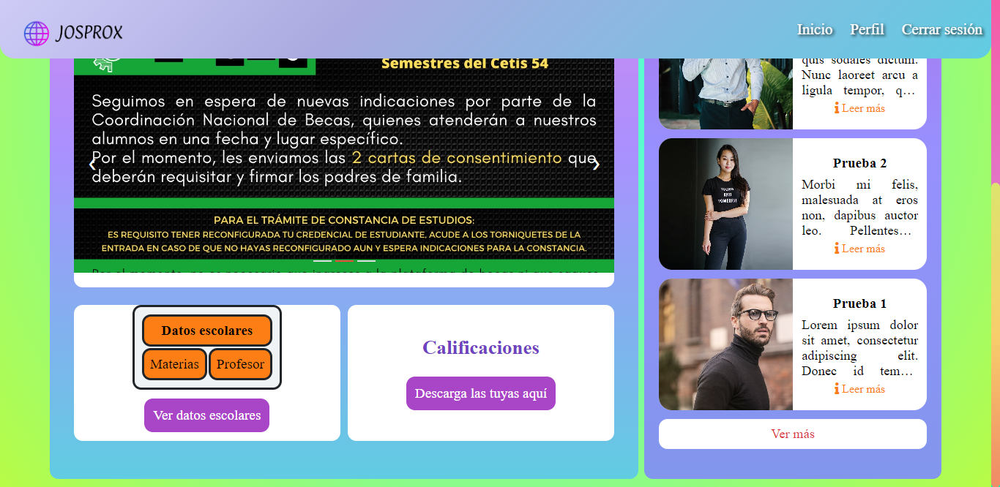 JOSPROX
Inicio Perfil Cerrar sesión
Semestres del Cetis 54
Seguimos en espera de nuevas indicaciones por parte de la
Coordinación Nacional de Becas, quienes atenderán a nuestros
alumnos en una fecha y lugar específico.
Por el momento, les enviamos las 2 cartas de consentimiento que
deberán requisitar y firmar los padres de familia.
PARA EL TRÁMITE DE CONSTANCIA DE ESTUDIOS:
ES REQUISITO TENER RECONFIGURADA TU CREDENCIAL DE ESTUDIANTE, ACUDE A LOS TORNIQUETES DE LA
ENTRADA EN CASO DE QUE NO HAYAS RECONFIGURADO AUN Y ESPERA INDICACIONES PARA LA CONSTANCIA.
Datos escolares
Materias Profesor
Ver datos escolares
Calificaciones
Descarga las tuyas aquí
quis sodales dictum.
Nunc laoreet arcu a
ligula tempor, q...
Leer más
YOUNG
AND
POWERFUL
Prueba 2
Morbi mi felis,
malesuada at eros
non, dapibus auctor
leo. Pellentes...
Leer más
Prueba 1
Lorem ipsum dolor
sit amet, consectetur
adipiscing elit.
Donec id tem...
Leer más
Ver más